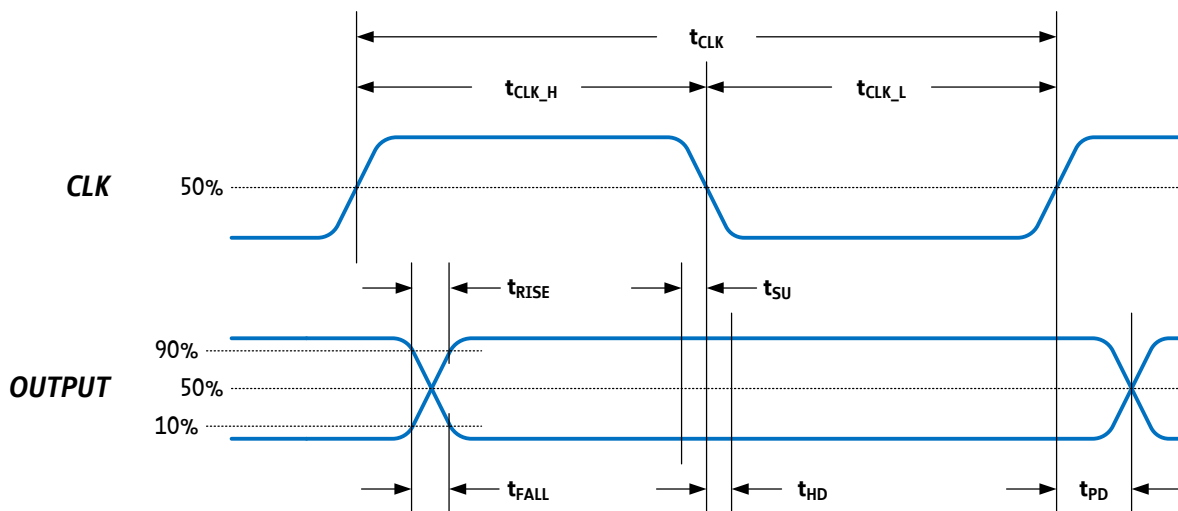 tCLK
tCLK_H
tCLK_L
CLK
50%
tRISE
tSU
90%
OUTPUT
50%
10%
tFALL
tHD
tPD